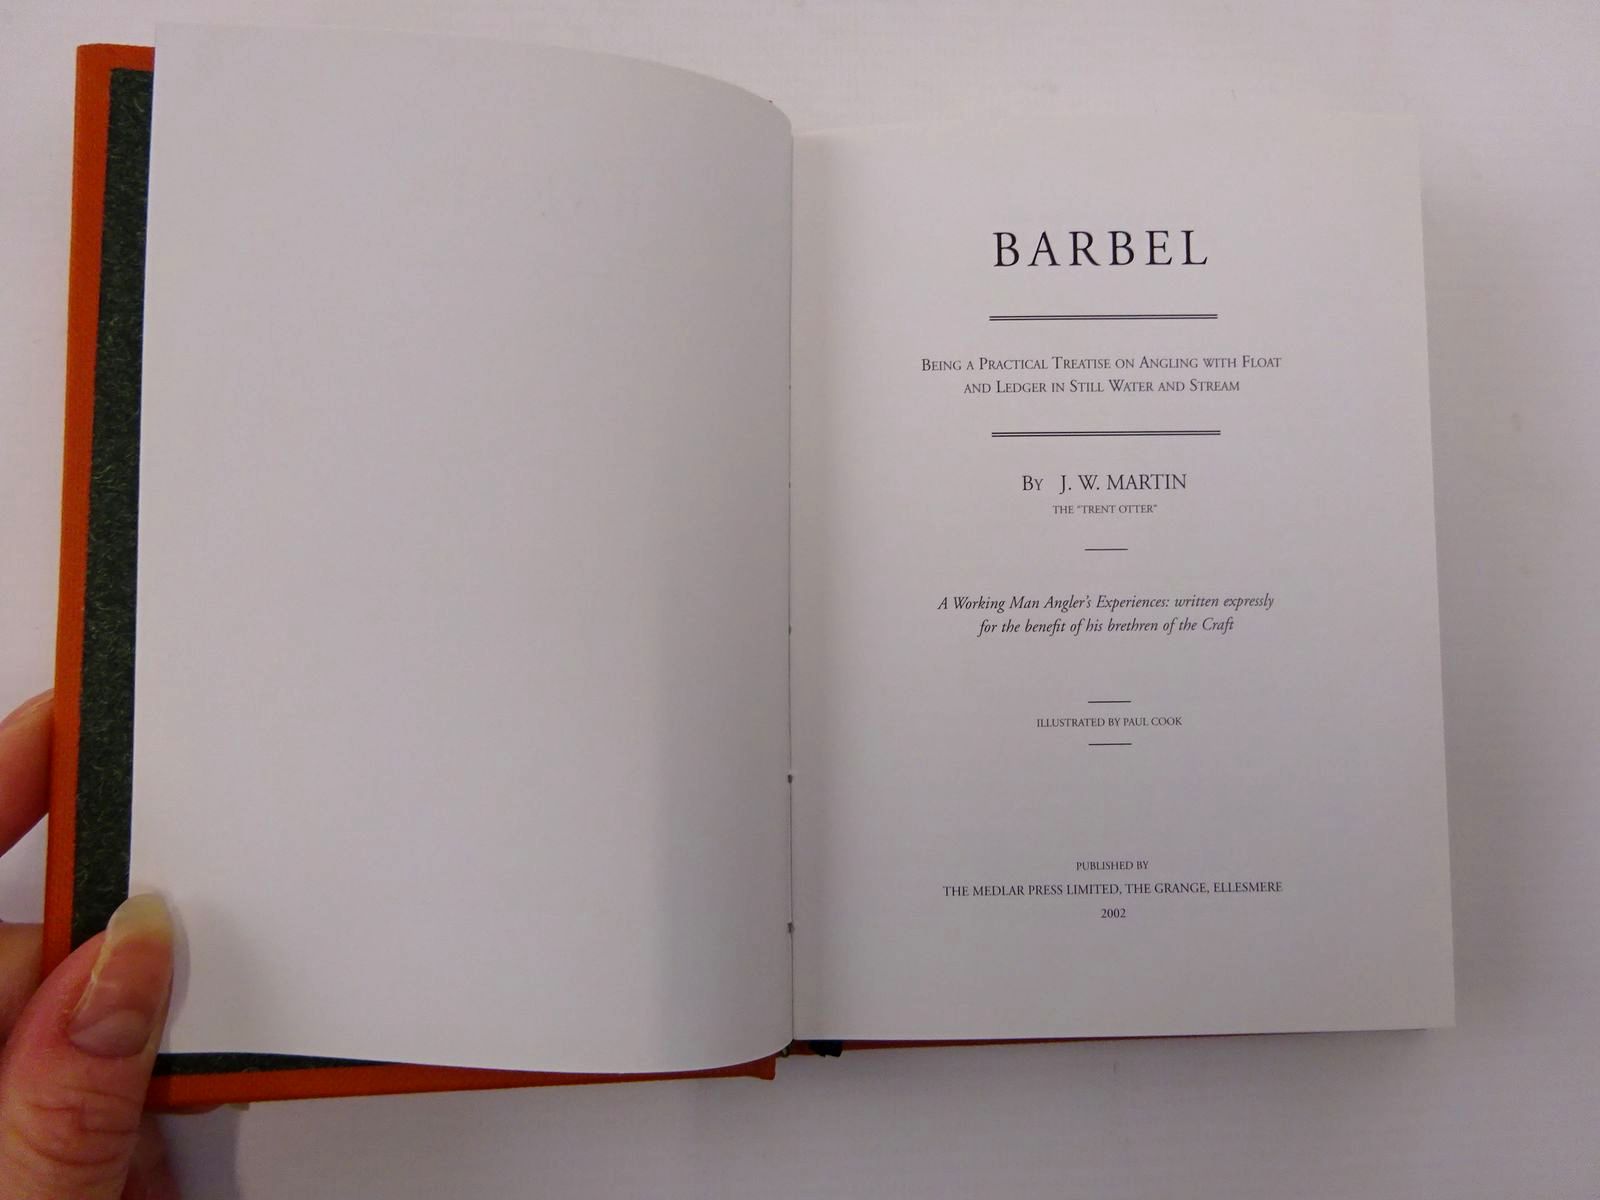 BARBEL
Being a Practical Treatise on Angling with Float
and Ledger in Still Water and Stream
By J. W. MARTIN
THE "TRENT OTTER"
A Working Man Angler's Experiences: written expressly
for the benefit of his brethren of the Craft
ILLUSTRATED BY PAUL COOK
PUBLISHED BY
THE MEDLAR PRESS LIMITED, THE GRANGE, ELLESMERE
2002